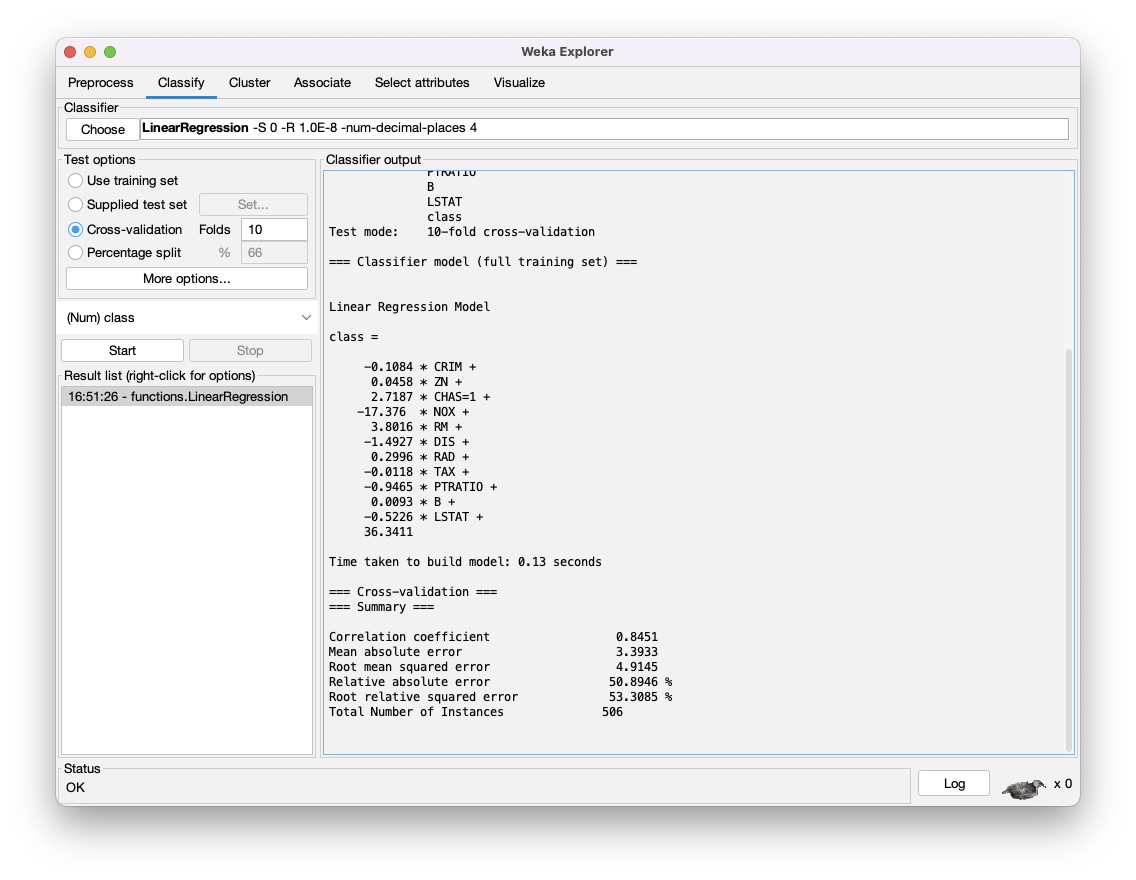 Weka Explorer
Preprocess Classify Cluster Associate Select attributes Visualize
Classifier
Choose LinearRegression -S 0 -R 1.0E-8 -num-decimal-places 4
Test options
Use training set
Supplied test set Set...
Cross-validation Folds 10
Percentage split % 66
More options...
(Num) class
Start Stop
Result list (right-click for options)
16:51:26 - functions.LinearRegression
Classifier output
PTRATIO
B
LSTAT
class
Test mode: 10-fold cross-validation
=== Classifier model (full training set) ===
Linear Regression Model
class =
-0.1084 * CRIM +
0.0458 * ZN +
2.7187 * CHAS=1 +
-17.376 * NOX +
3.8016 * RM +
-1.4927 * DIS +
0.2996 * RAD +
-0.0118 * TAX +
-0.9465 * PTRATIO +
0.0093 * B +
-0.5226 * LSTAT +
36.3411
Time taken to build model: 0.13 seconds
=== Cross-validation ===
=== Summary ===
Correlation coefficient 0.8451
Mean absolute error 3.3933
Root mean squared error 4.9145
Relative absolute error 50.8946 %
Root relative squared error 53.3085 %
Total Number of Instances 506
Status
OK
Log x 0